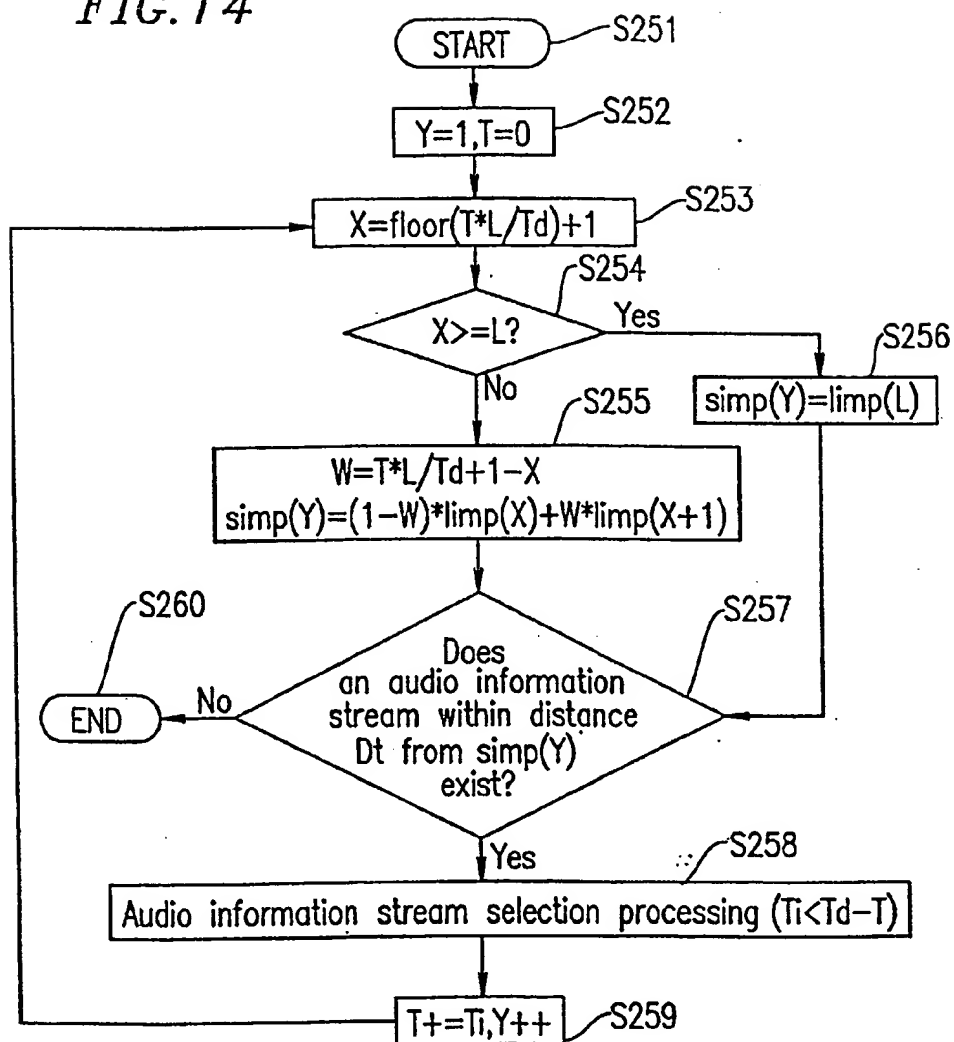 FIG. 14
START
S251
Y=1,T=0
S252
X=floor(T*L/Td)+1
S253
X>=L?
S254
Yes
No
simp(Y)=limp(L)
S256
S255
W=T*L/Td+1-X
simp(Y)=(1-W)*limp(X)+W*limp(X+1)
S260
END
No
Does
an audio information
stream within distance
Dt from simp(Y)
exist?
S257
Yes
S258
Audio information stream selection processing (Ti<Td-T)
T+=Ti,Y++
S259